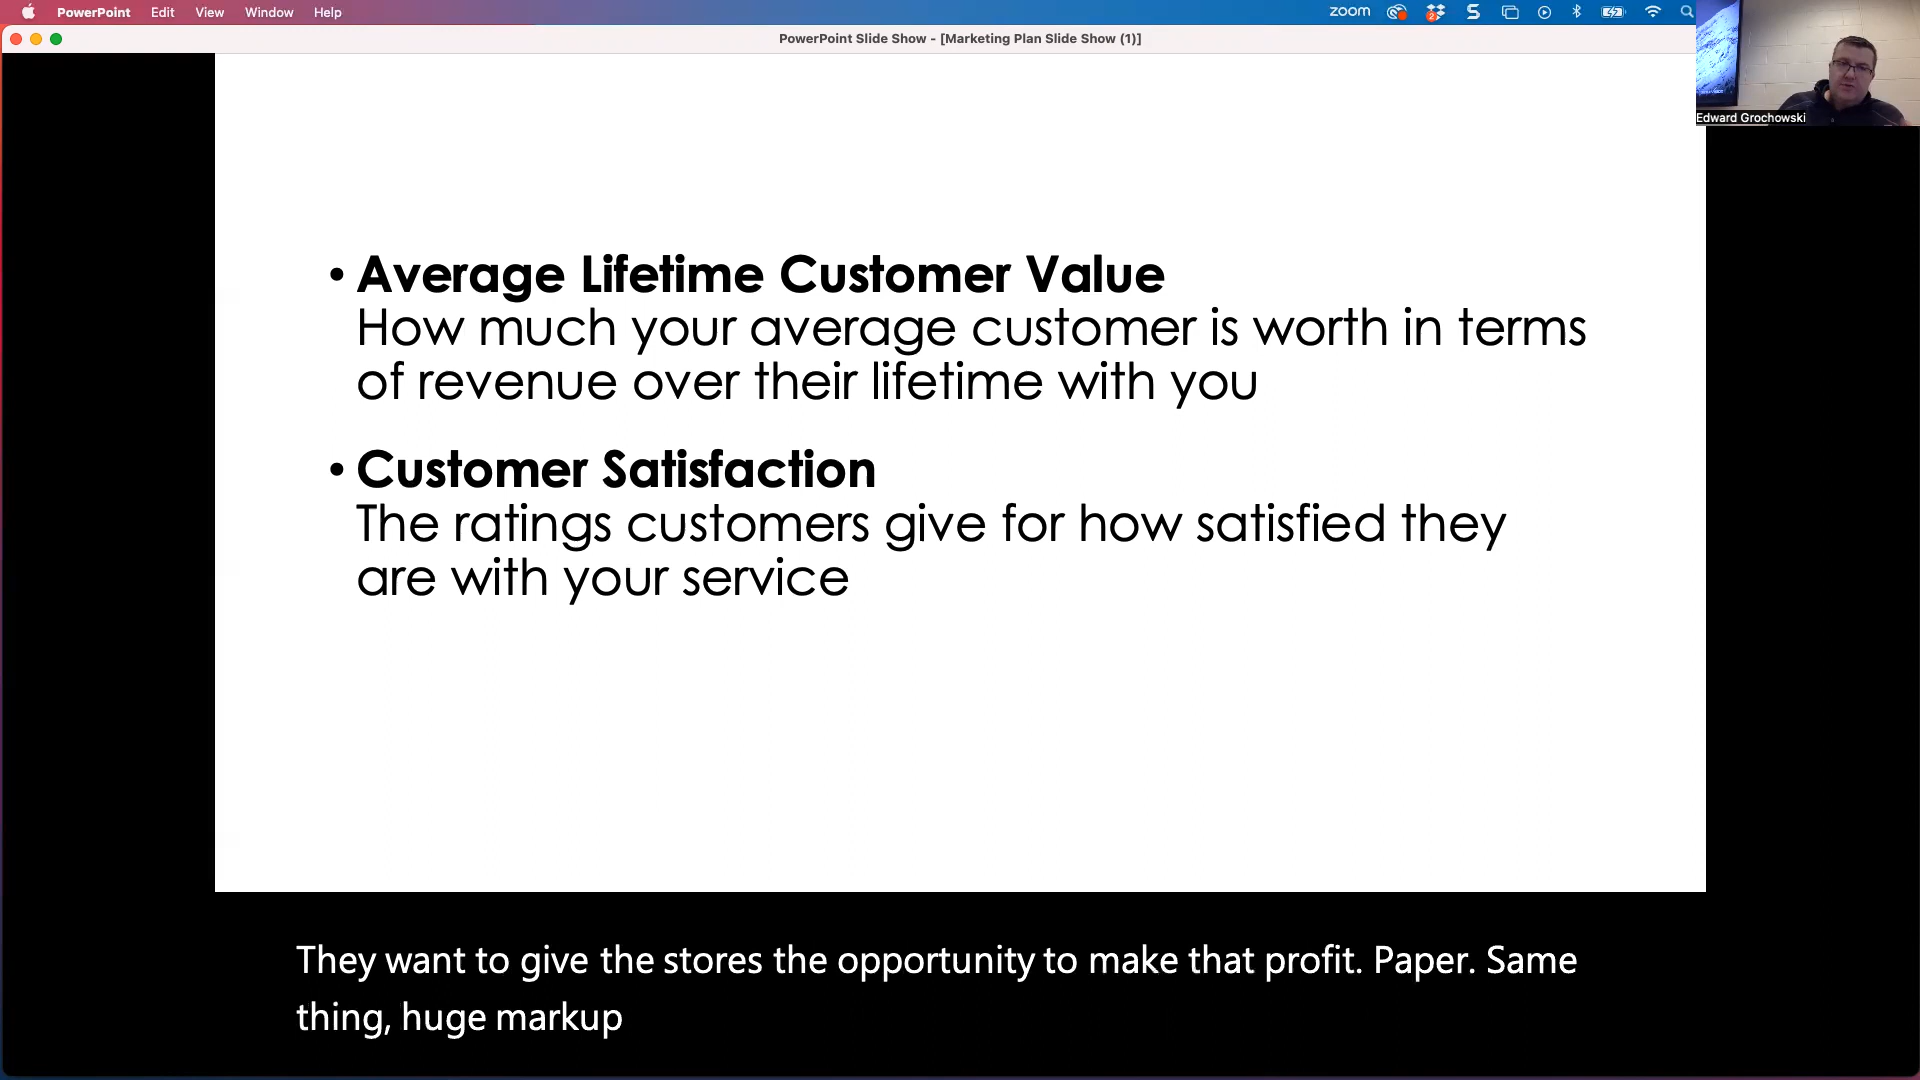 PowerPoint Edit View Window Help
zoom
2
PowerPoint Slide Show - [Marketing Plan Slide Show (1)]
Edward Grochowski
• Average Lifetime Customer Value
How much your average customer is worth in terms
of revenue over their lifetime with you
• Customer Satisfaction
The ratings customers give for how satisfied they
are with your service
They want to give the stores the opportunity to make that profit. Paper. Same
thing, huge markup